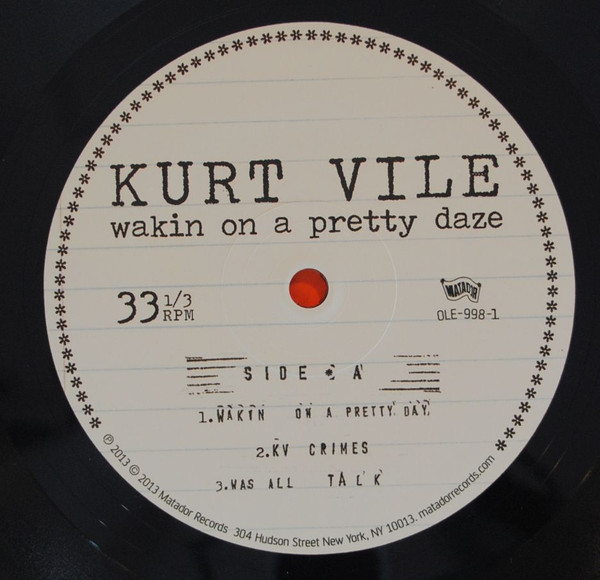 KURT VILE
wakin on a pretty daze
33 1/3 RPM
MATADOR
OLE-998-1
SIDE * A
1. WAKIN ON A PRETTY DAY
2. KV CRIMES
3. WAS ALL TALK
℗ 2013 © 2013 Matador Records 304 Hudson Street New York, NY 10013. matadorrecords.com